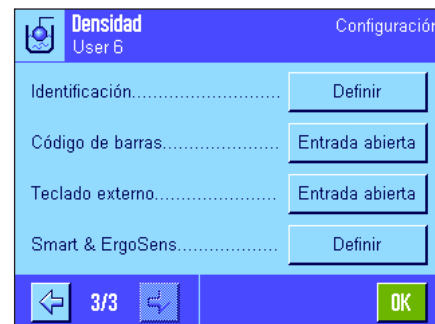 Densidad Configuración
User 6
Identificación.......................... Definir
Código de barras..................... Entrada abierta
Teclado externo...................... Entrada abierta
Smart & ErgoSens.................. Definir
3/3 OK